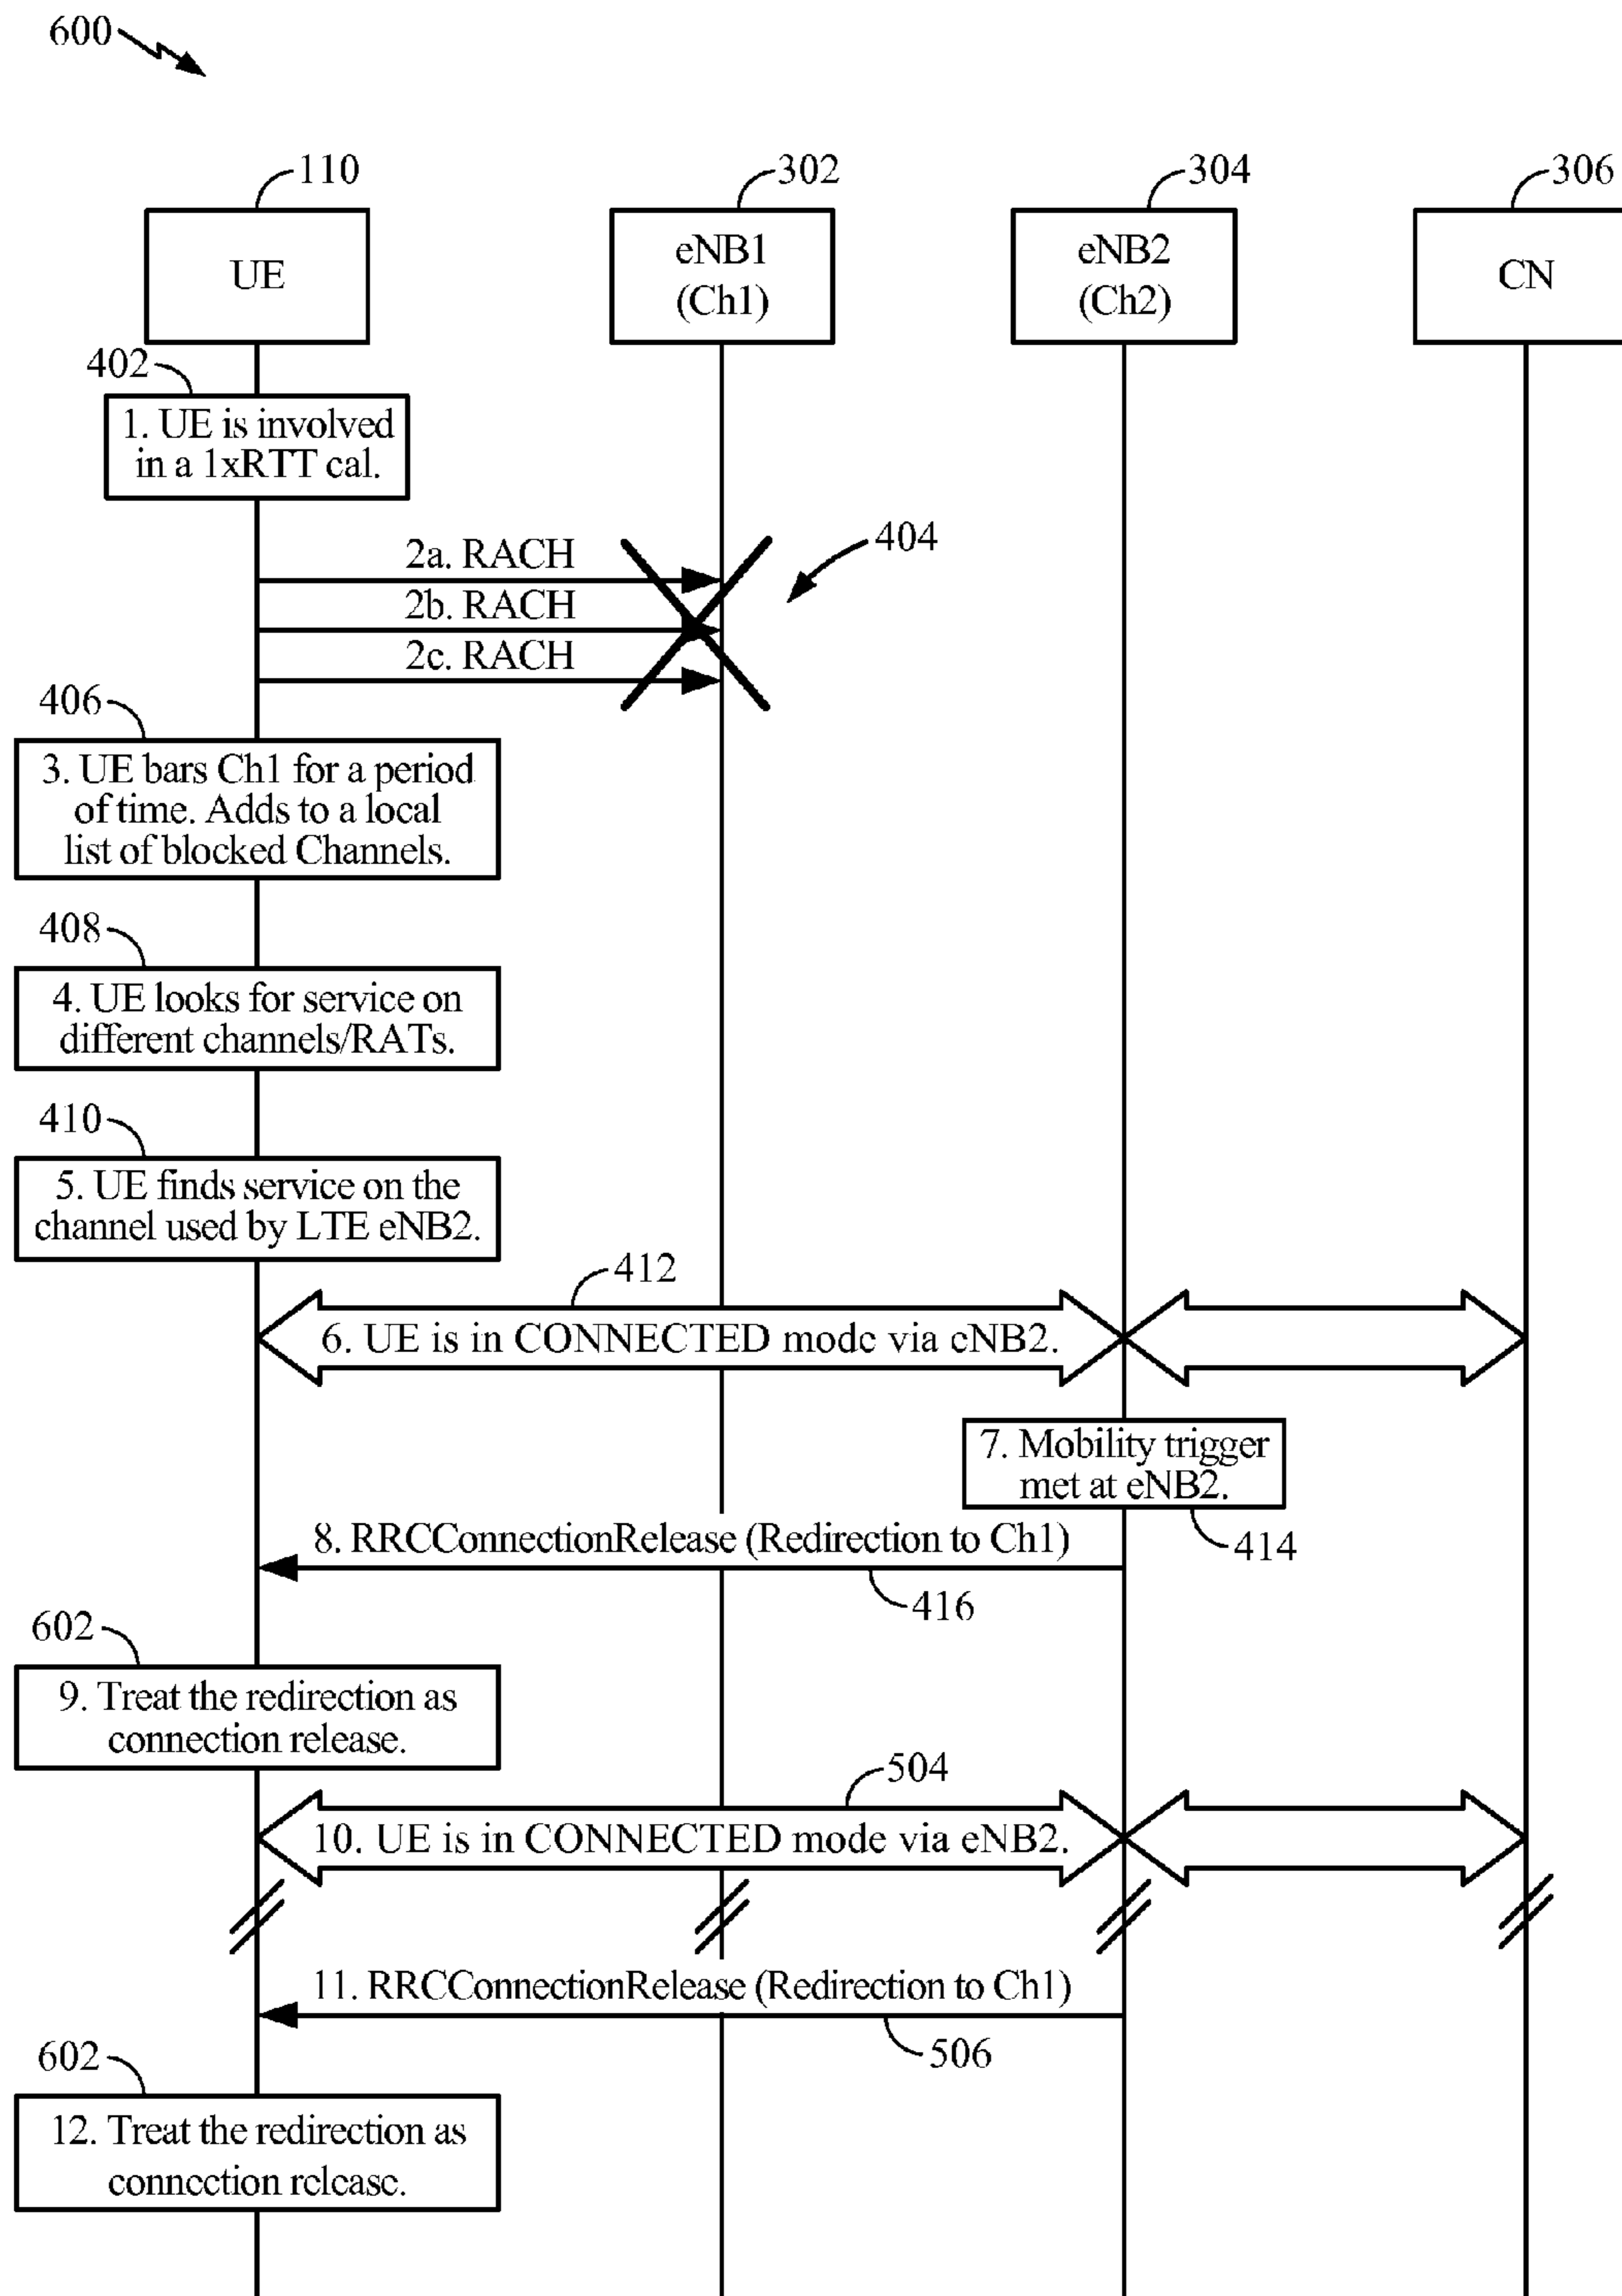 600
110
302
304
306
UE
eNB1
(Ch1)
eNB2
(Ch2)
CN
402
1. UE is involved
in a 1xRTT cal.
404
2a. RACH
2b. RACH
2c. RACH
406
3. UE bars Ch1 for a period
of time. Adds to a local
list of blocked Channels.
408
4. UE looks for service on
different channels/RATs.
410
5. UE finds service on the
channel used by LTE eNB2.
412
6. UE is in CONNECTED mode via eNB2.
7. Mobility trigger
met at eNB2.
414
8. RRCConnectionRelease (Redirection to Ch1)
416
602
9. Treat the redirection as
connection release.
504
10. UE is in CONNECTED mode via eNB2.
11. RRCConnectionRelease (Redirection to Ch1)
506
602
12. Treat the redirection as
connection release.